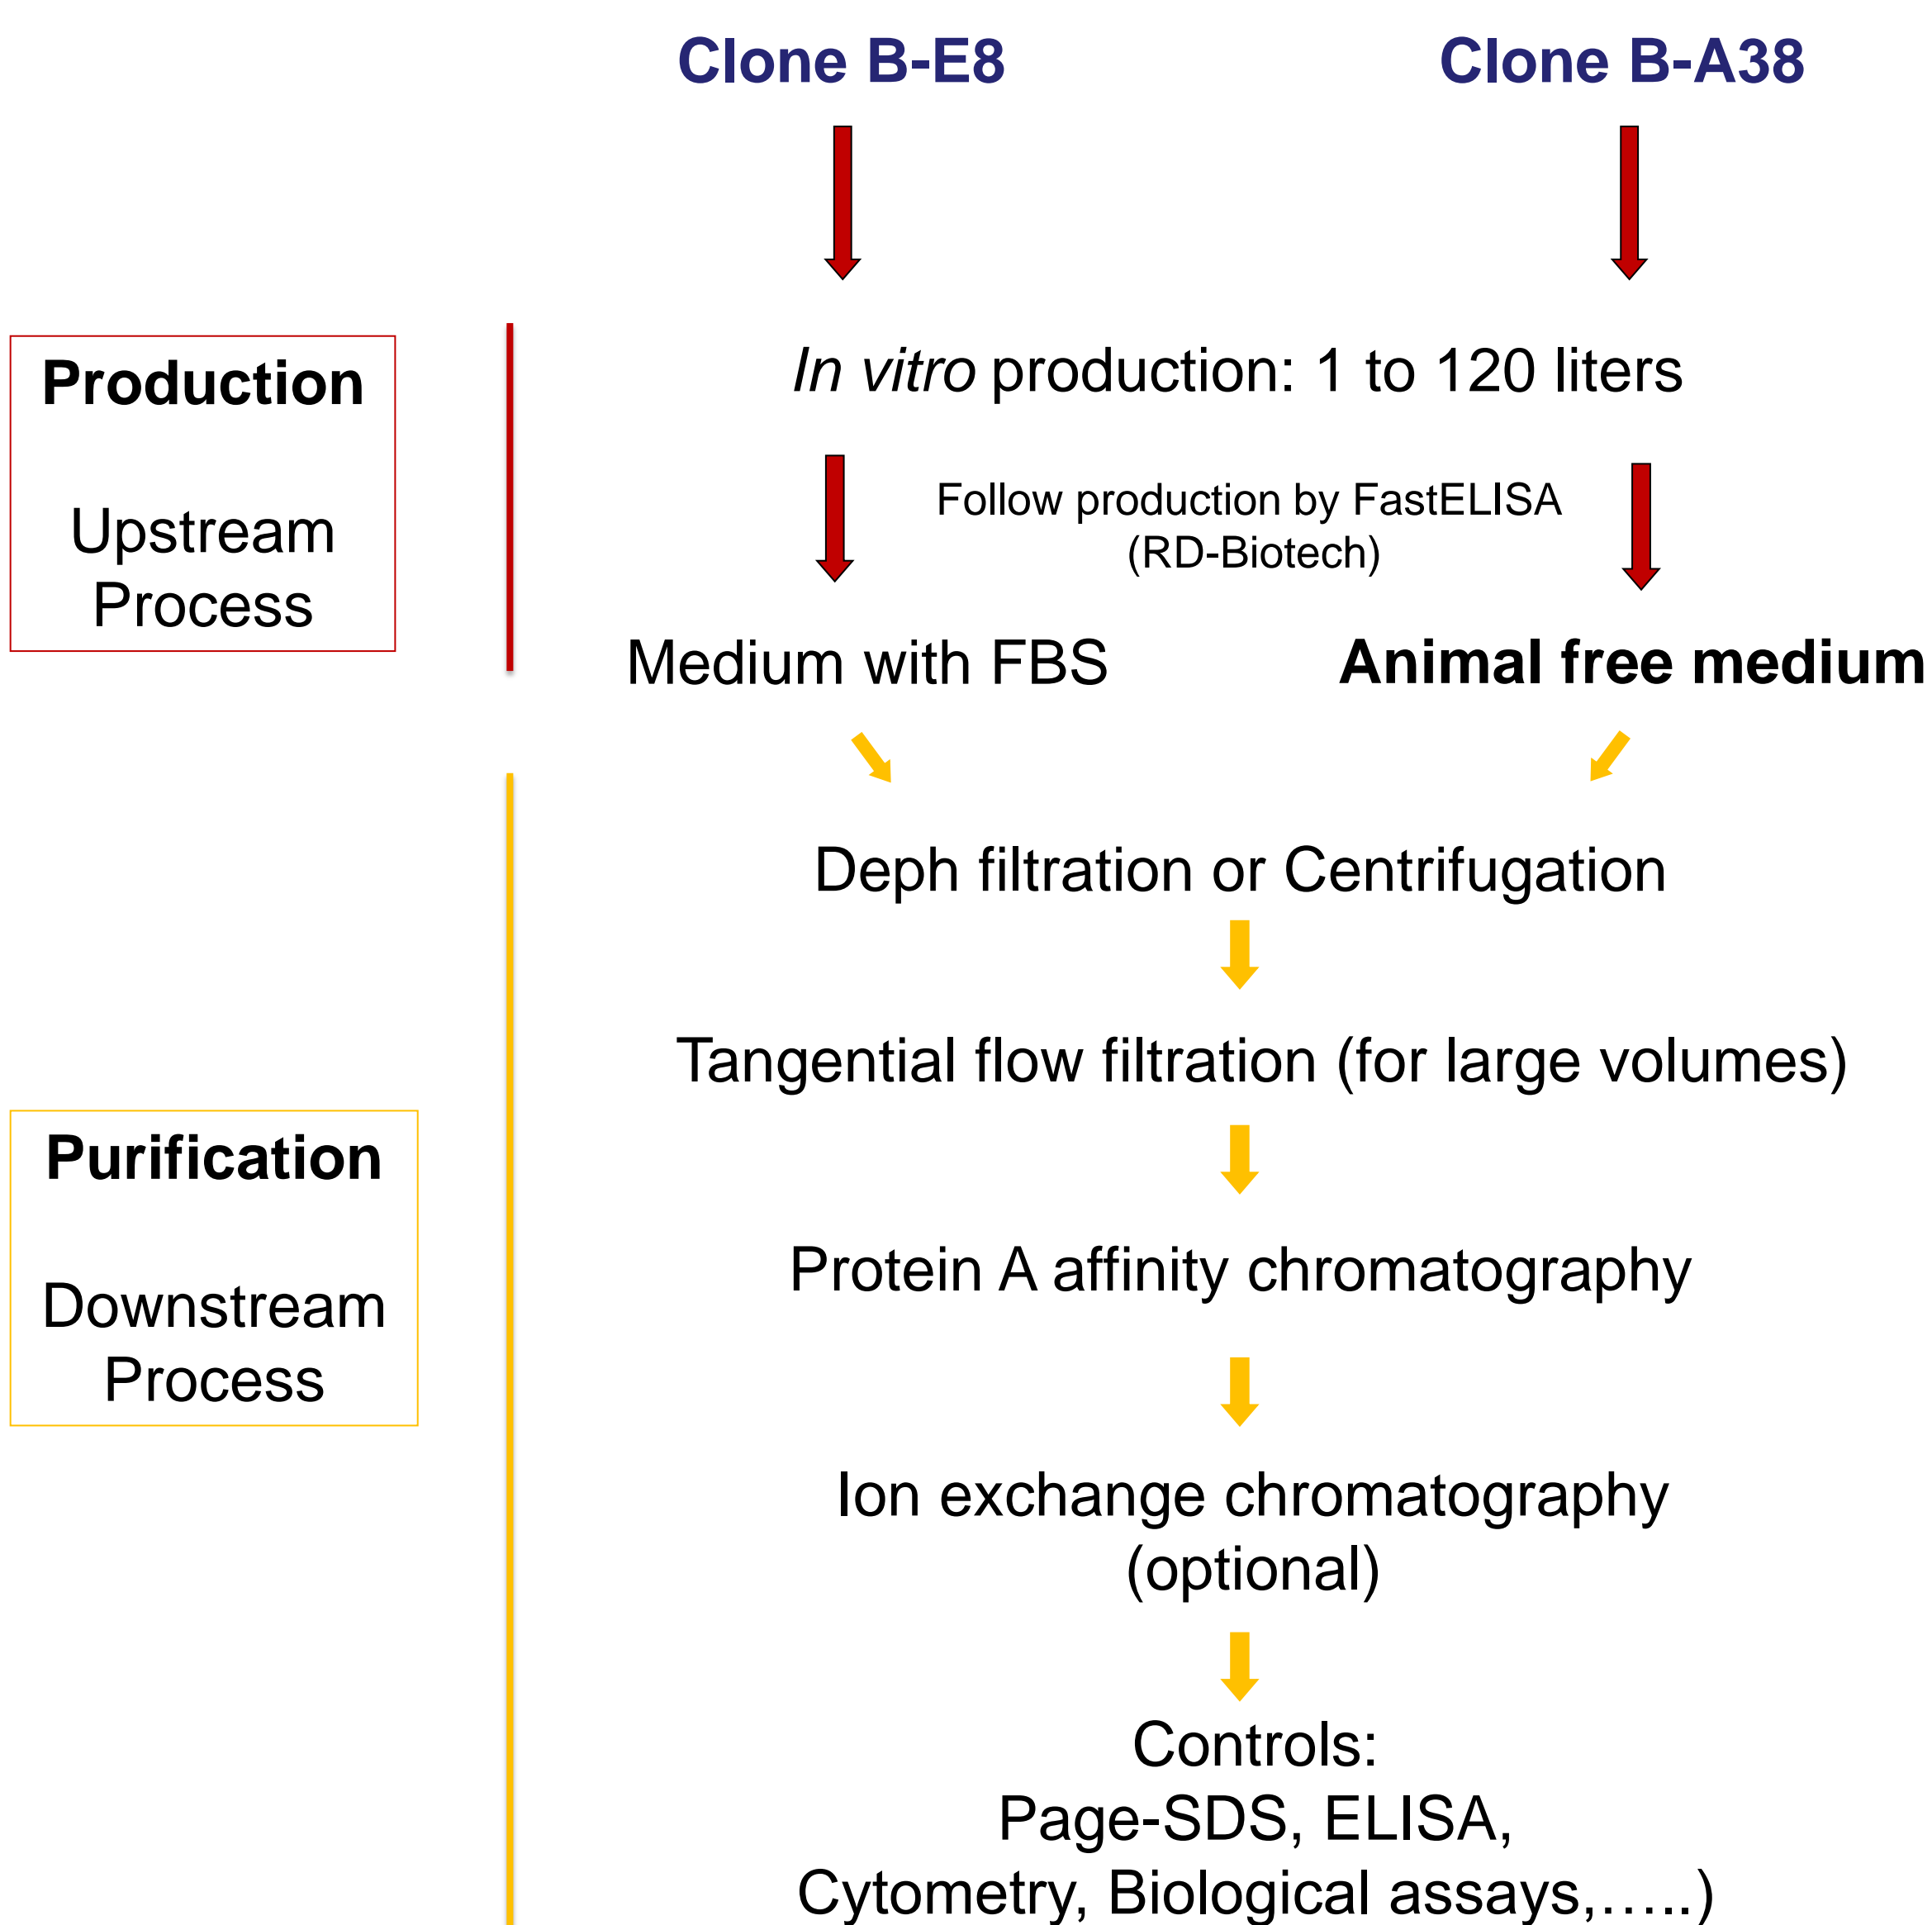 Clone B-E8
Clone B-A38
Production
Upstream
Process
In vitro production: 1 to 120 liters
Follow production by FastELISA
(RD-Biotech)
Medium with FBS
Animal free medium
Purification
Downstream
Process
Deph filtration or Centrifugation
Tangential flow filtration (for large volumes)
Protein A affinity chromatography
Ion exchange chromatography
(optional)
Controls:
Page-SDS, ELISA,
Cytometry, Biological assays,…...)